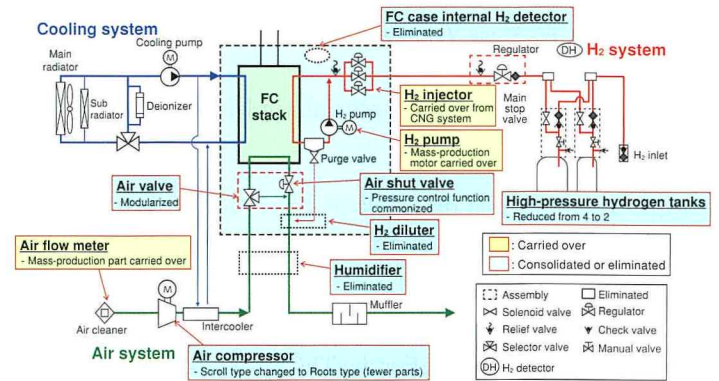 FC case internal H₂ detector
- Eliminated
Cooling system
Cooling pump
M
Main
radiator
Sub
radiator
Deionizer
FC
stack
Regulator
DH
H₂ system
H₂ injector
- Carried over from
CNG system
Main
stop
valve
H₂ pump
M
H₂ pump
- Mass-production
motor carried over
Purge valve
H₂ inlet
Air valve
- Modularized
Air shut valve
- Pressure control function
commonized
High-pressure hydrogen tanks
- Reduced from 4 to 2
H₂ diluter
- Eliminated
Air flow meter
- Mass-production part carried over
Humidifier
- Eliminated
: Carried over
: Consolidated or eliminated
M
Air cleaner
Intercooler
Muffler
Air system
Air compressor
- Scroll type changed to Roots type (fewer parts)
Assembly
Eliminated
Solenoid valve
Regulator
Relief valve
Check valve
Selector valve
Manual valve
DH H₂ detector